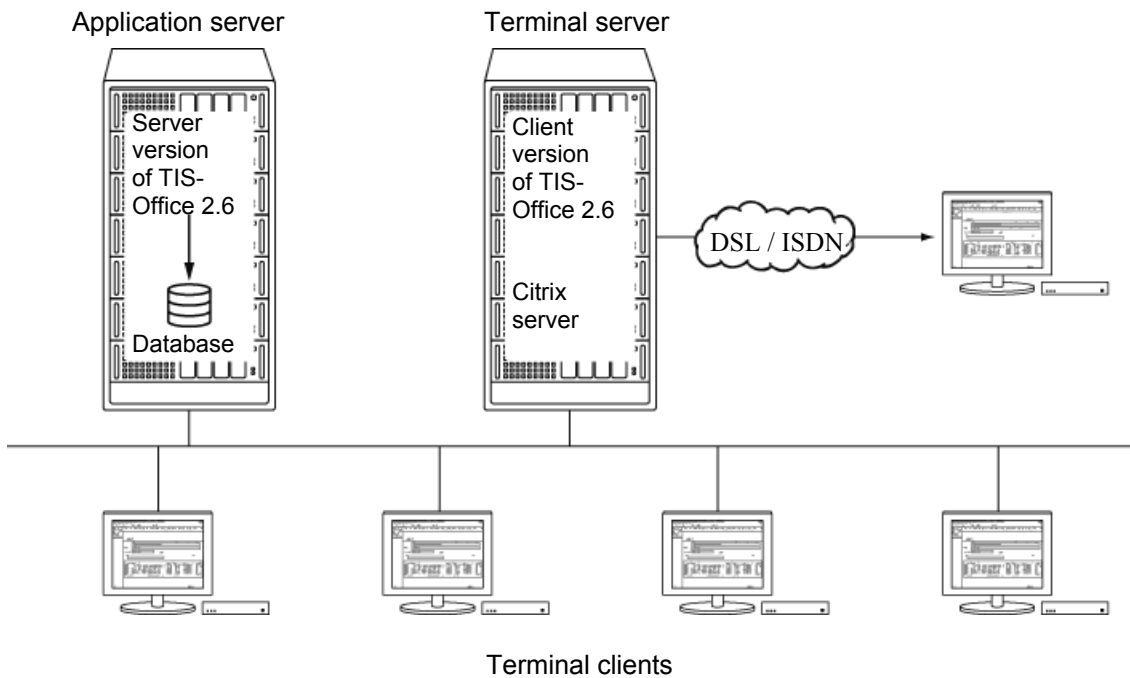 Application server
Terminal server
Server
version
of TIS-
Office 2.6
Database
Client
version
of TIS-
Office 2.6
Citrix
server
DSL / ISDN
Terminal clients